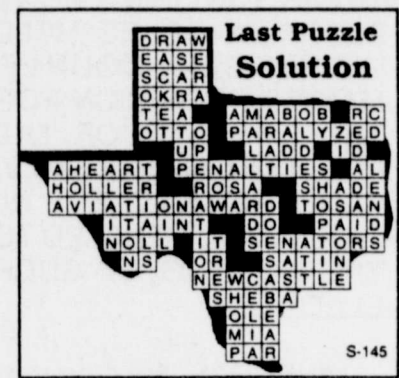 Last Puzzle
Solution
DRAW
EASE
SCAR
OKRA
TEA AMABOB RC
OTTO PARALYZED
UP LADD ID
AHEART PENALTIES AL
HOLLER ROSA SHADE
AVIATIONAWARD TOSAN
ITAINT DO PAID
NOLL IT SENATORS
NS OR SATIN
NEWCASTLE
SHEBA
OLE
MIA
PAR
S-145